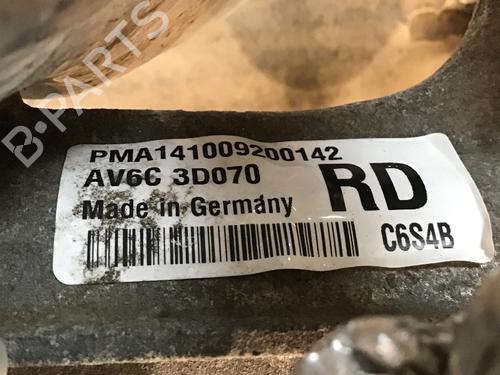 B-PARTS
PMA141009200142
AV6C 3D070
RD
Made in Germany
C6S4B